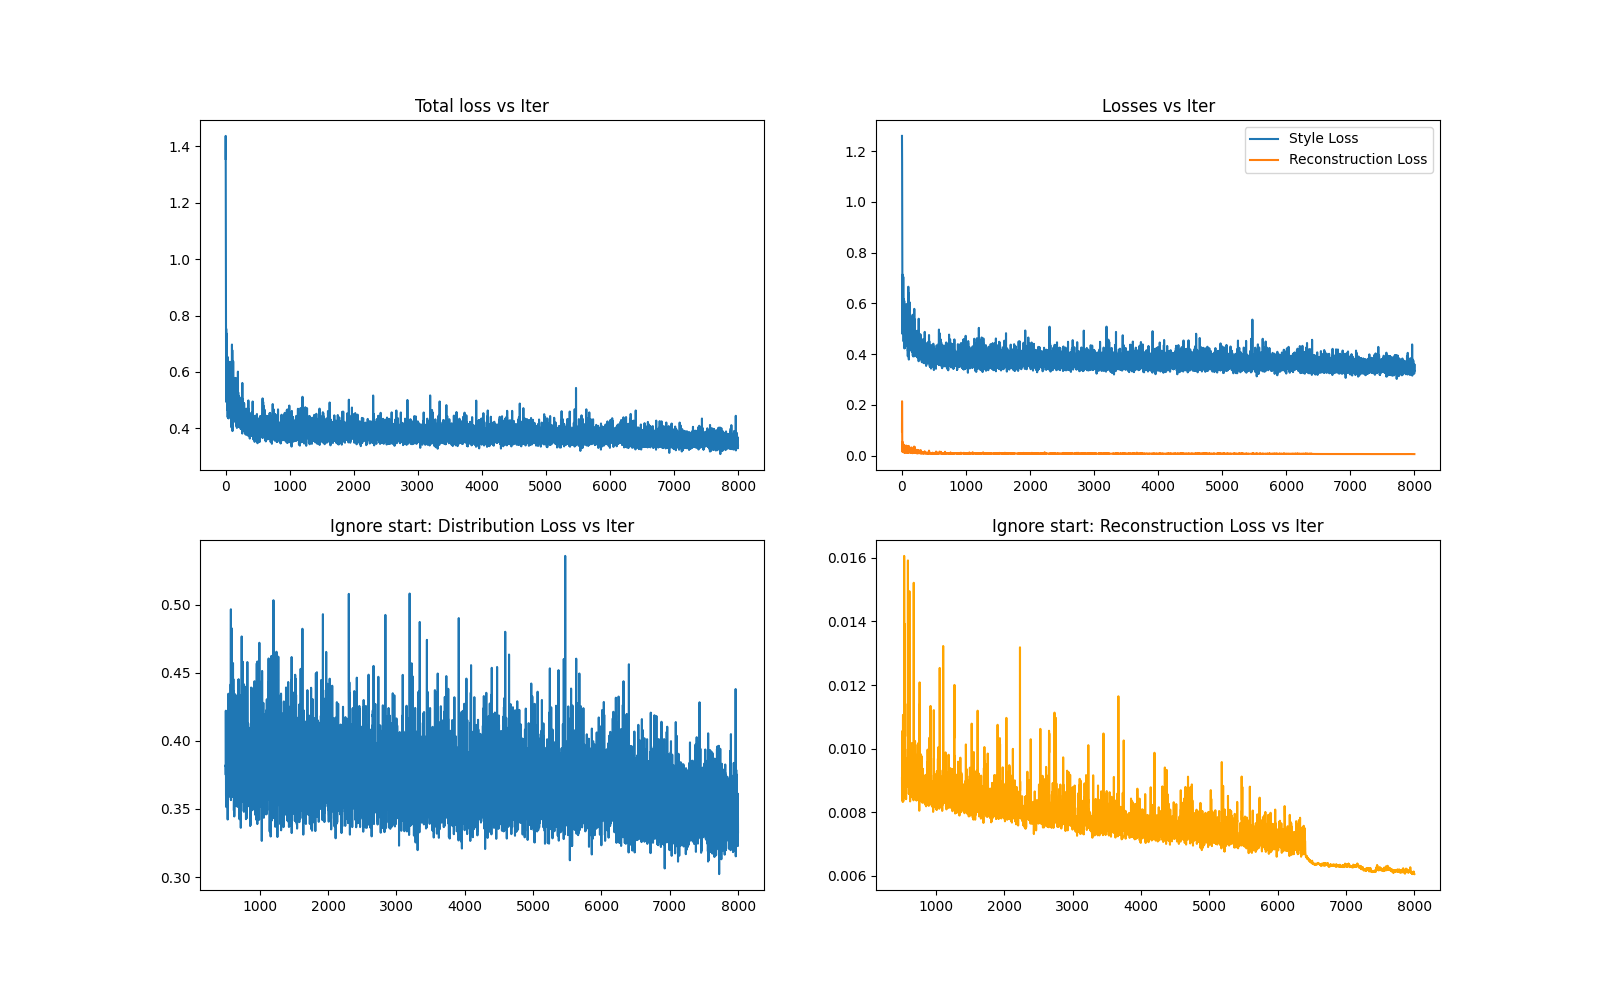 Total loss vs Iter
1.4
1.2
1.0
0.8
0.6
0.4
0 1000 2000 3000 4000 5000 6000 7000 8000
Losses vs Iter
Style Loss
Reconstruction Loss
1.2
1.0
0.8
0.6
0.4
0.2
0.0
0 1000 2000 3000 4000 5000 6000 7000 8000
Ignore start: Distribution Loss vs Iter
0.50
0.45
0.40
0.35
0.30
1000 2000 3000 4000 5000 6000 7000 8000
Ignore start: Reconstruction Loss vs Iter
0.016
0.014
0.012
0.010
0.008
0.006
1000 2000 3000 4000 5000 6000 7000 8000